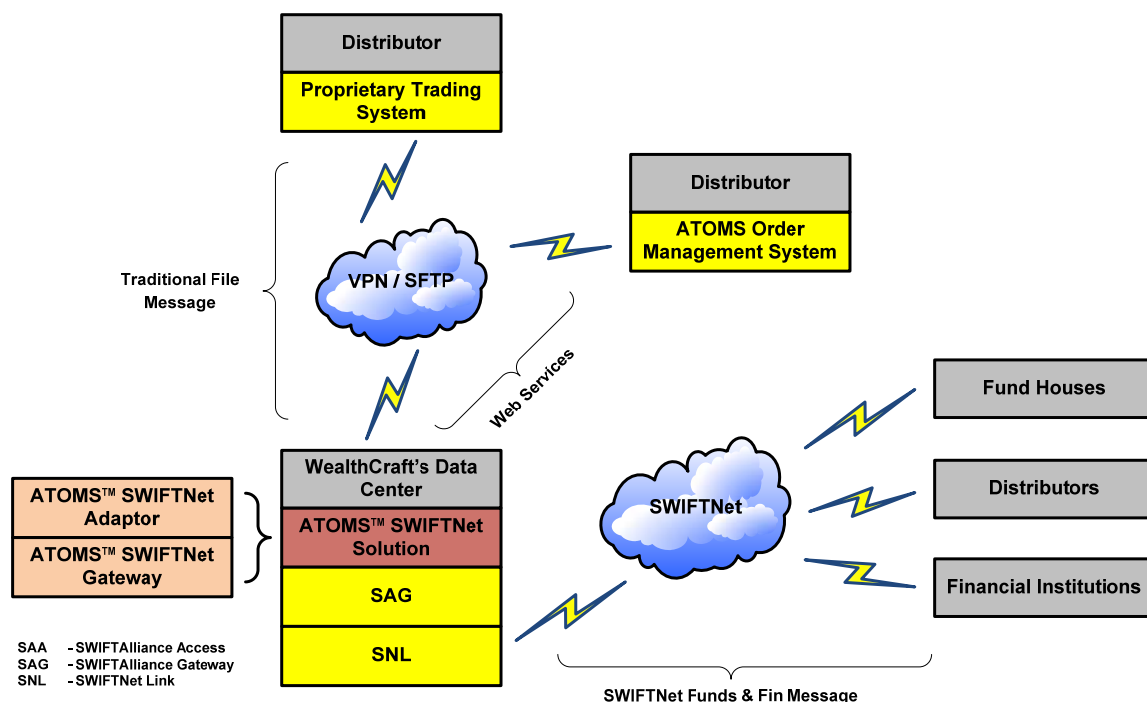 Distributor
Proprietary Trading
System
Distributor
ATOMS Order
Management System
VPN / SFTP
Traditional File
Message
Web Services
Fund Houses
WealthCraft's Data
Center
ATOMS™ SWIFTNet
Adaptor
ATOMS™ SWIFTNet
Gateway
ATOMS™ SWIFTNet
Solution
SWIFTNet
Distributors
SAG
Financial Institutions
SNL
SAA - SWIFTAlliance Access
SAG - SWIFTAlliance Gateway
SNL - SWIFTNet Link
SWIFTNet Funds & Fin Message